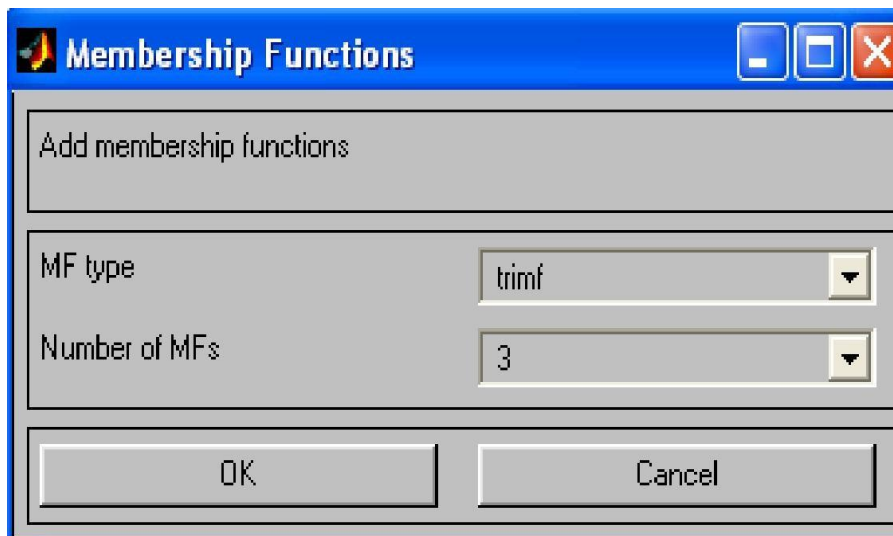 Membership Functions
Add membership functions
MF type
trimf
Number of MFs
3
OK
Cancel